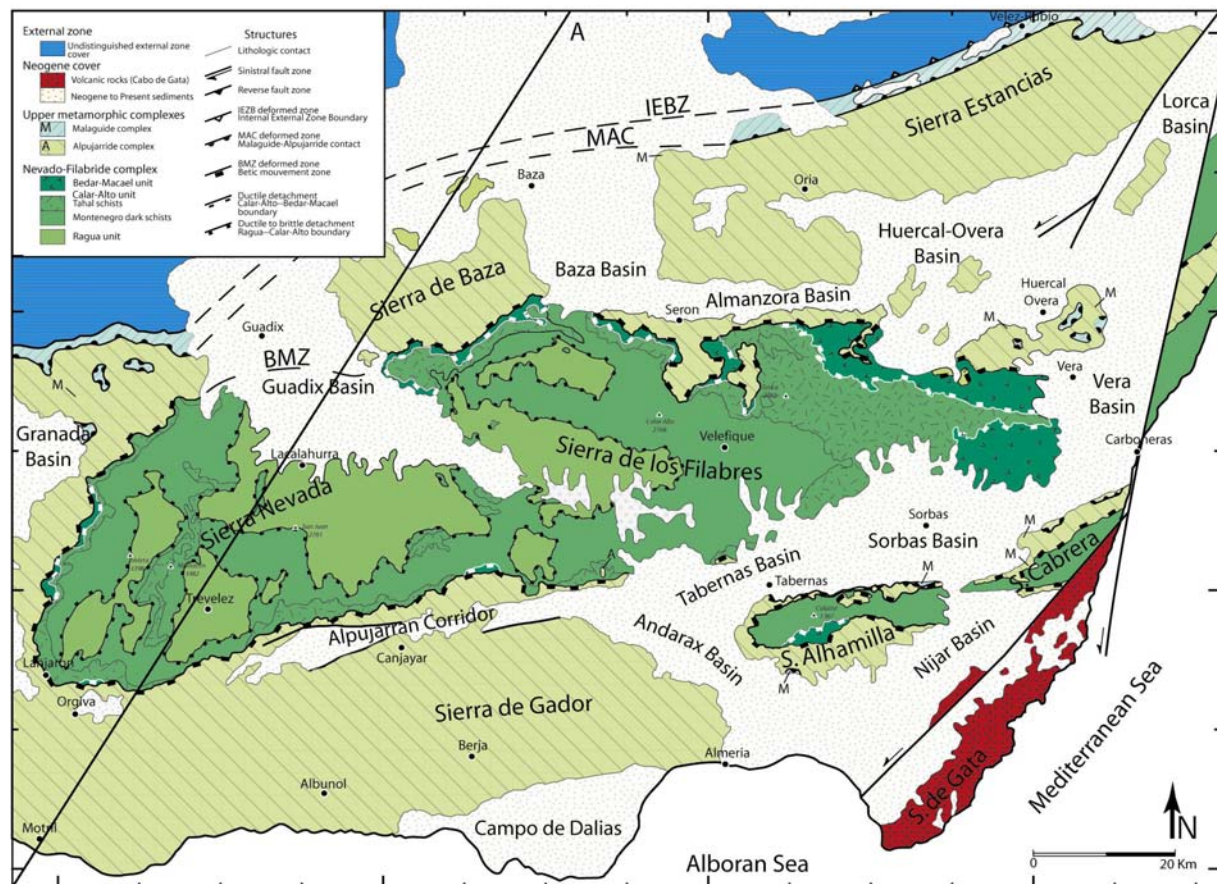 External zone
Undistinguished external zone
cover
Neogene cover
Volcanic rocks (Cabo de Gata)
Neogene to Present sediments
Upper metamorphic complexes
M
Malaguide complex
A
Alpujarride complex
Nevado-Filabride complex
Bedar-Macael unit
Calar-Alto unit
Tahal schists
Montenegro dark schists
Ragua unit
Structures
Lithologic contact
Sinistral fault zone
Reverse fault zone
IEZB deformed zone
Internal External Zone Boundary
MAC deformed zone
Malaguide-Alpujarride contact
BMZ deformed zone
Betic mouvement zone
Ductile detachment
Calar-Alto--Bedar-Macael
boundary
Ductile to brittle detachment
Ragua--Calar-Alto boundary
A
Velez-Rubio
IEBZ
MAC
M
Sierra Estancias
Lorca
Basin
Baza
Oria
Huercal-Overa
Basin
Sierra de Baza
Baza Basin
Almanzora Basin
Seron
Huercal
Overa
M
M
M
Guadix
BMZ
Guadix Basin
Vera
Vera
Basin
M
Granada
Basin
Calar Alto
Velefique
Carboneras
Lacalahurra
Sierra de los Filabres
Sierra Nevada
San Juan
2781
Sorbas
Sorbas Basin
M
M
Cabrera
Tabernas Basin
Tabernas
M
Trevelez
Alpujarran Corridor
Canjayar
Andarax Basin
S. Alhamilla
Nijar Basin
M
Lanjaron
Orgiva
Sierra de Gador
Berja
Almeria
Albunol
Motril
Campo de Dalias
S. de Gata
Mediterranean Sea
Alboran Sea
N
0 20 Km